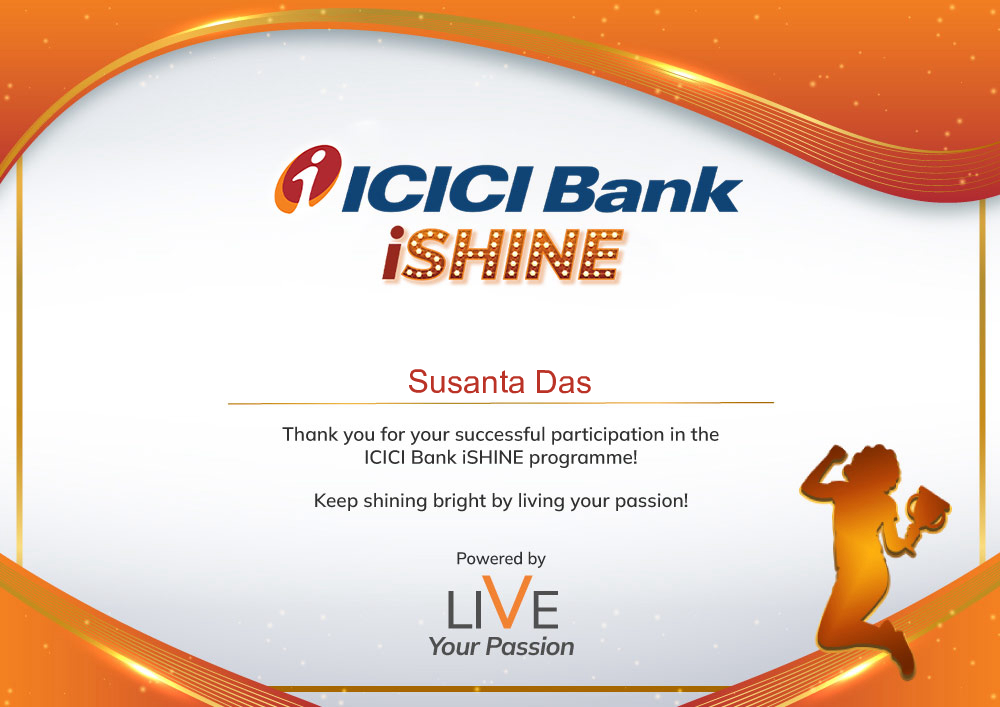 ICICI Bank
iSHINE
Susanta Das
Thank you for your successful participation in the
ICICI Bank iSHINE programme!
Keep shining bright by living your passion!
Powered by
LIVE
Your Passion